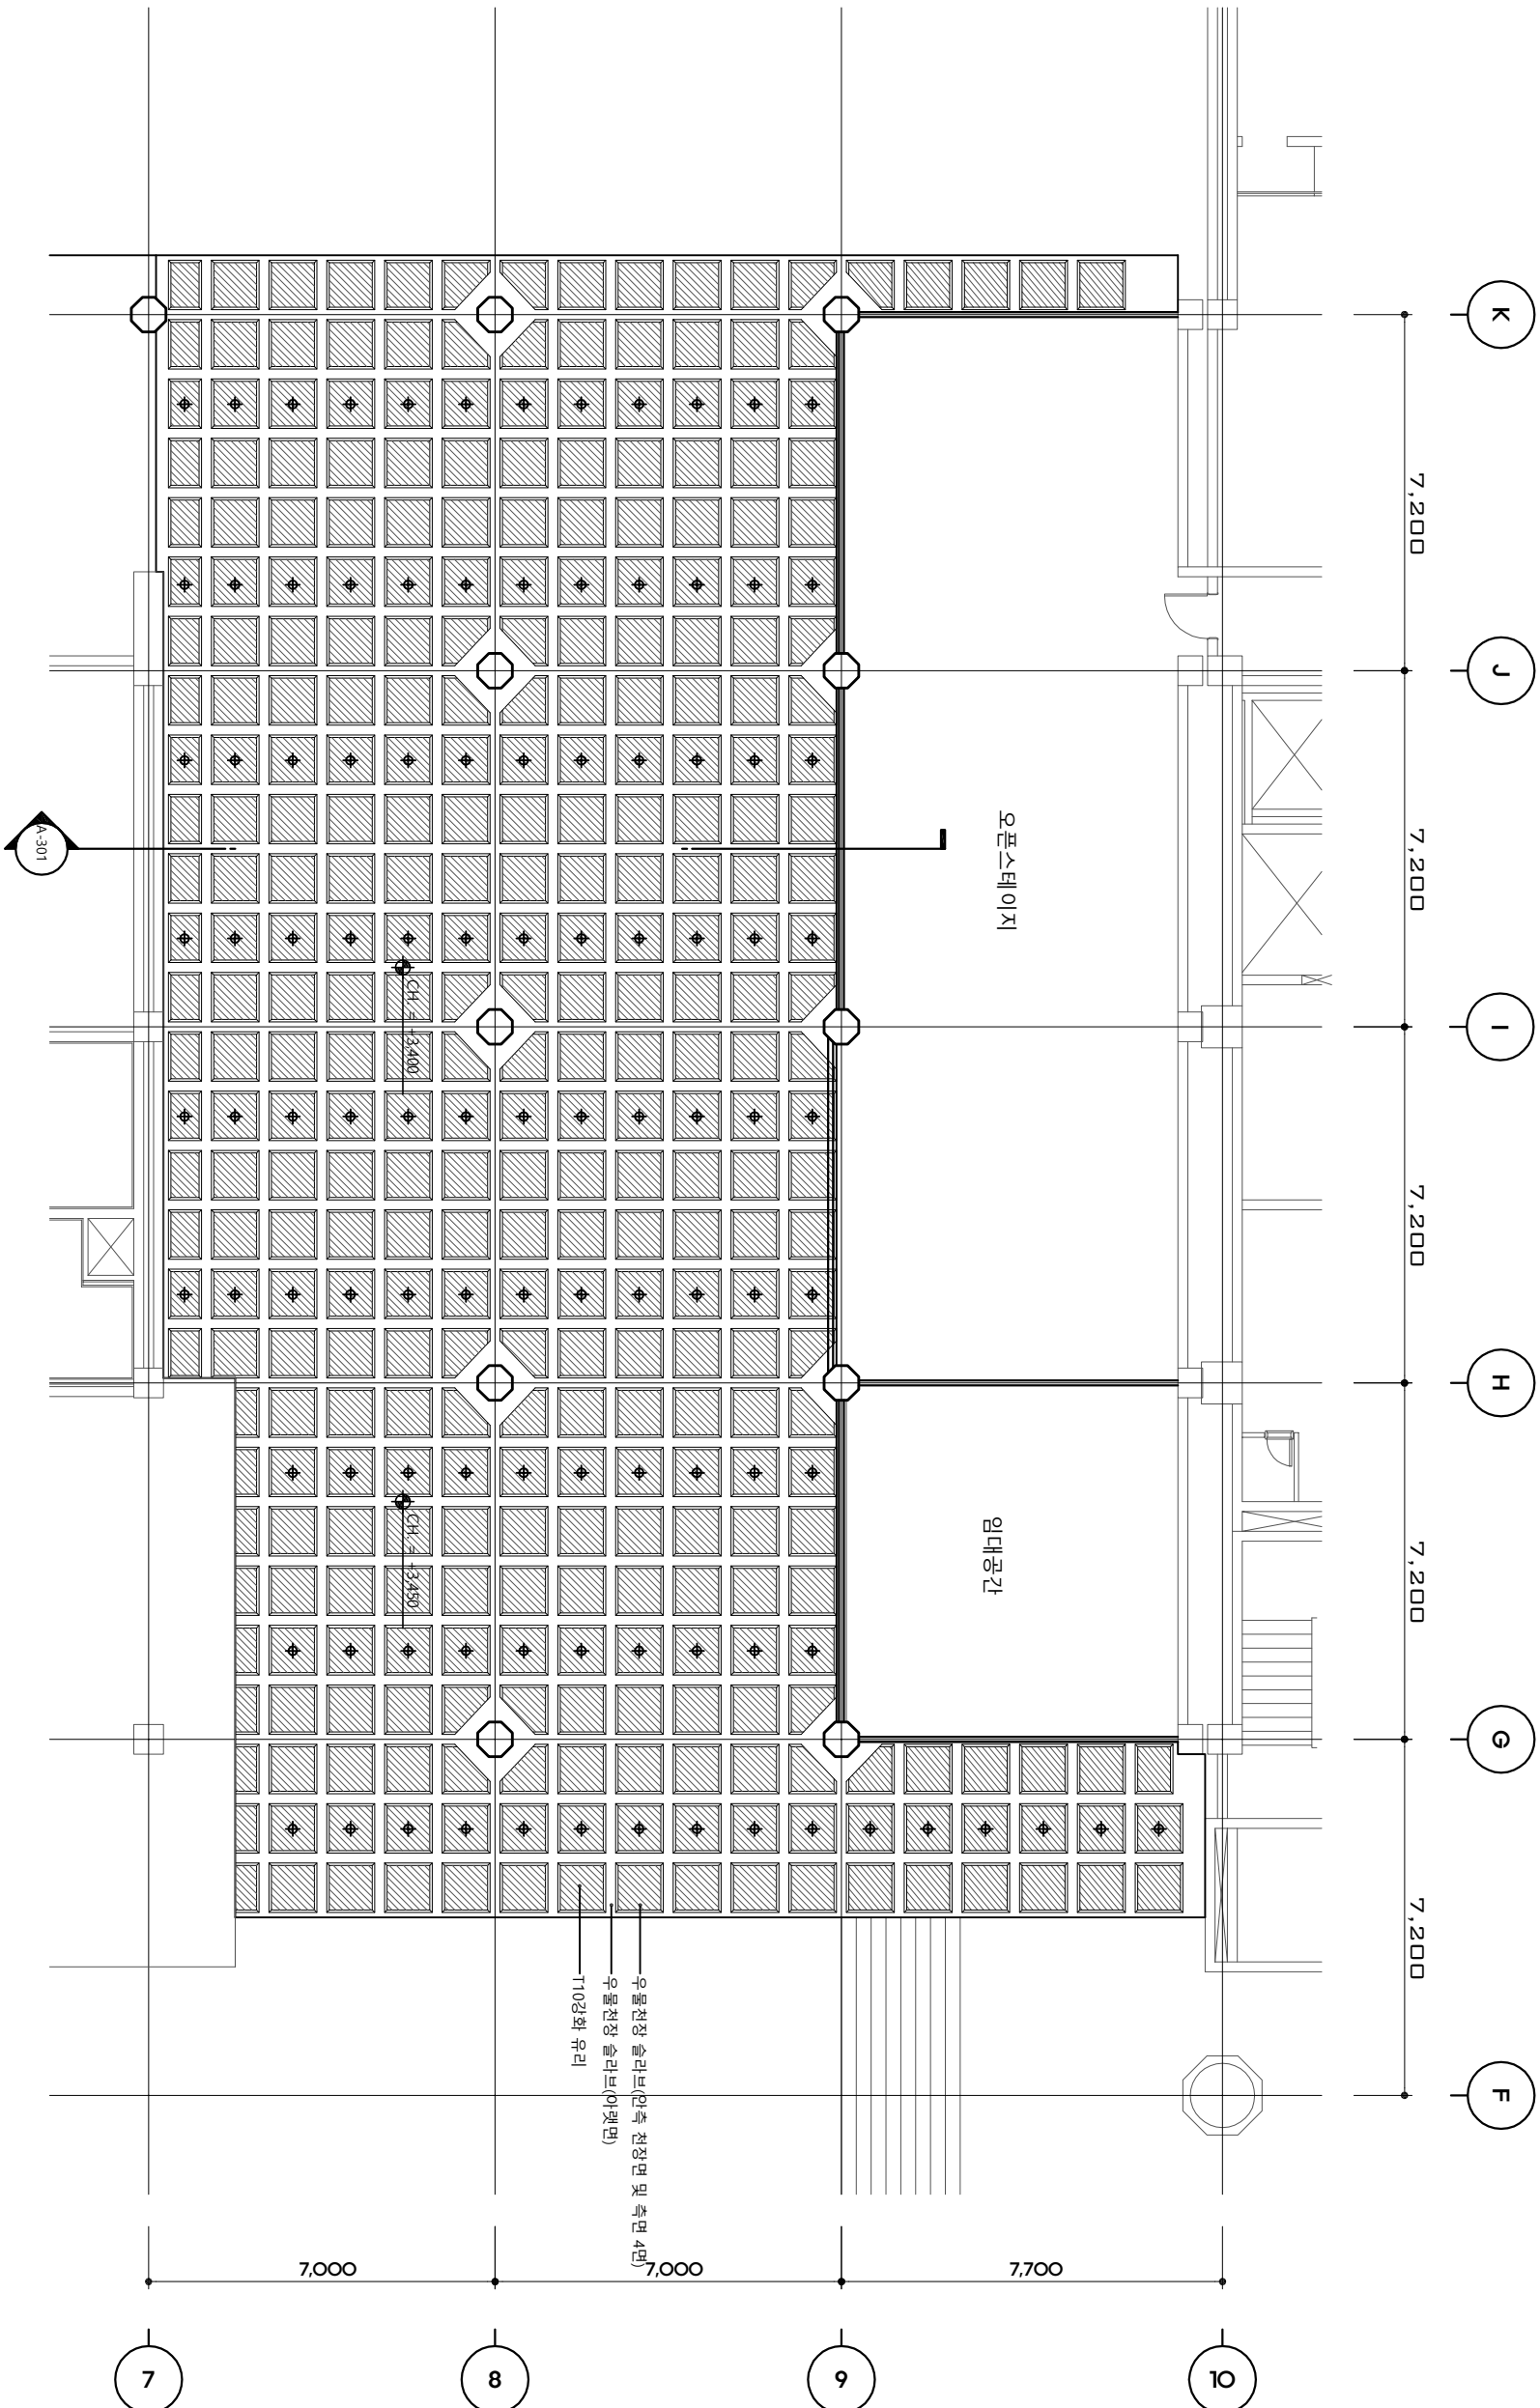 K
7,200
J
7,200
오픈스테이지
A-301
CH. = +3,400
I
7,200
H
7,200
임대공간
CH. = +3,450
G
7,200
F
우물천장 슬라브(안측 천장면 및 측면 4면)
우물천장 슬라브(아랫면)
T10강화 유리
7,000
7,000
7,700
7
8
9
10